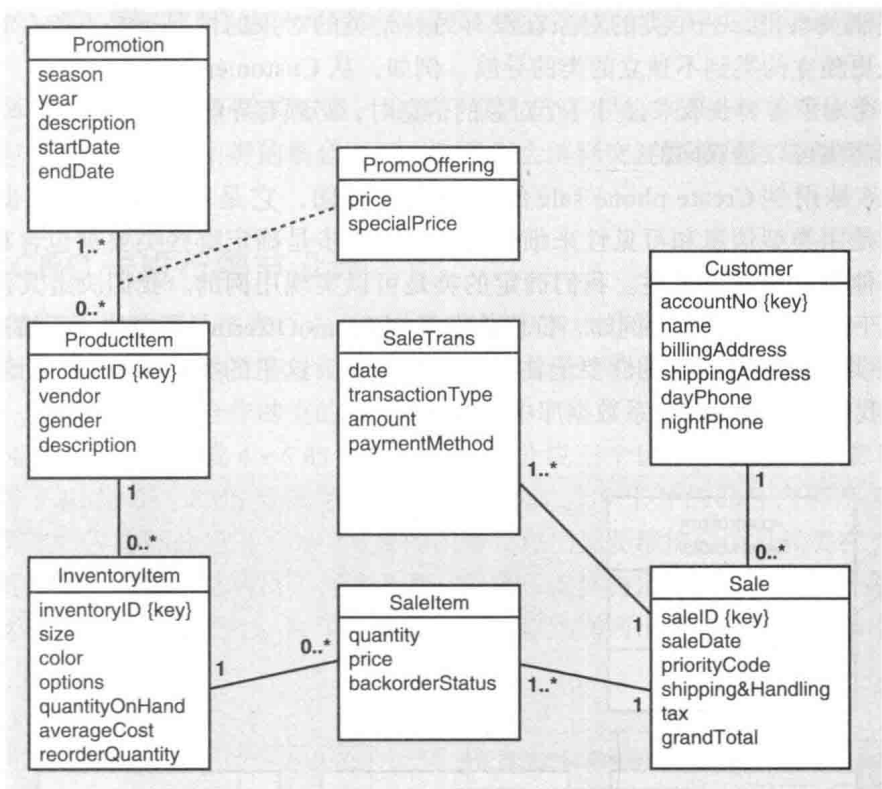 Promotion
season
year
description
startDate
endDate
1..*
PromoOffering
price
specialPrice
0..*
ProductItem
productID {key}
vendor
gender
description
1
0..*
SaleTrans
date
transactionType
amount
paymentMethod
1..*
Customer
accountNo {key}
name
billingAddress
shippingAddress
dayPhone
nightPhone
1
0..*
InventoryItem
inventoryID {key}
size
color
options
quantityOnHand
averageCost
reorderQuantity
1
0..*
SaleItem
quantity
price
backorderStatus
1..*
1
1
Sale
saleID {key}
saleDate
priorityCode
shipping&Handling
tax
grandTotal